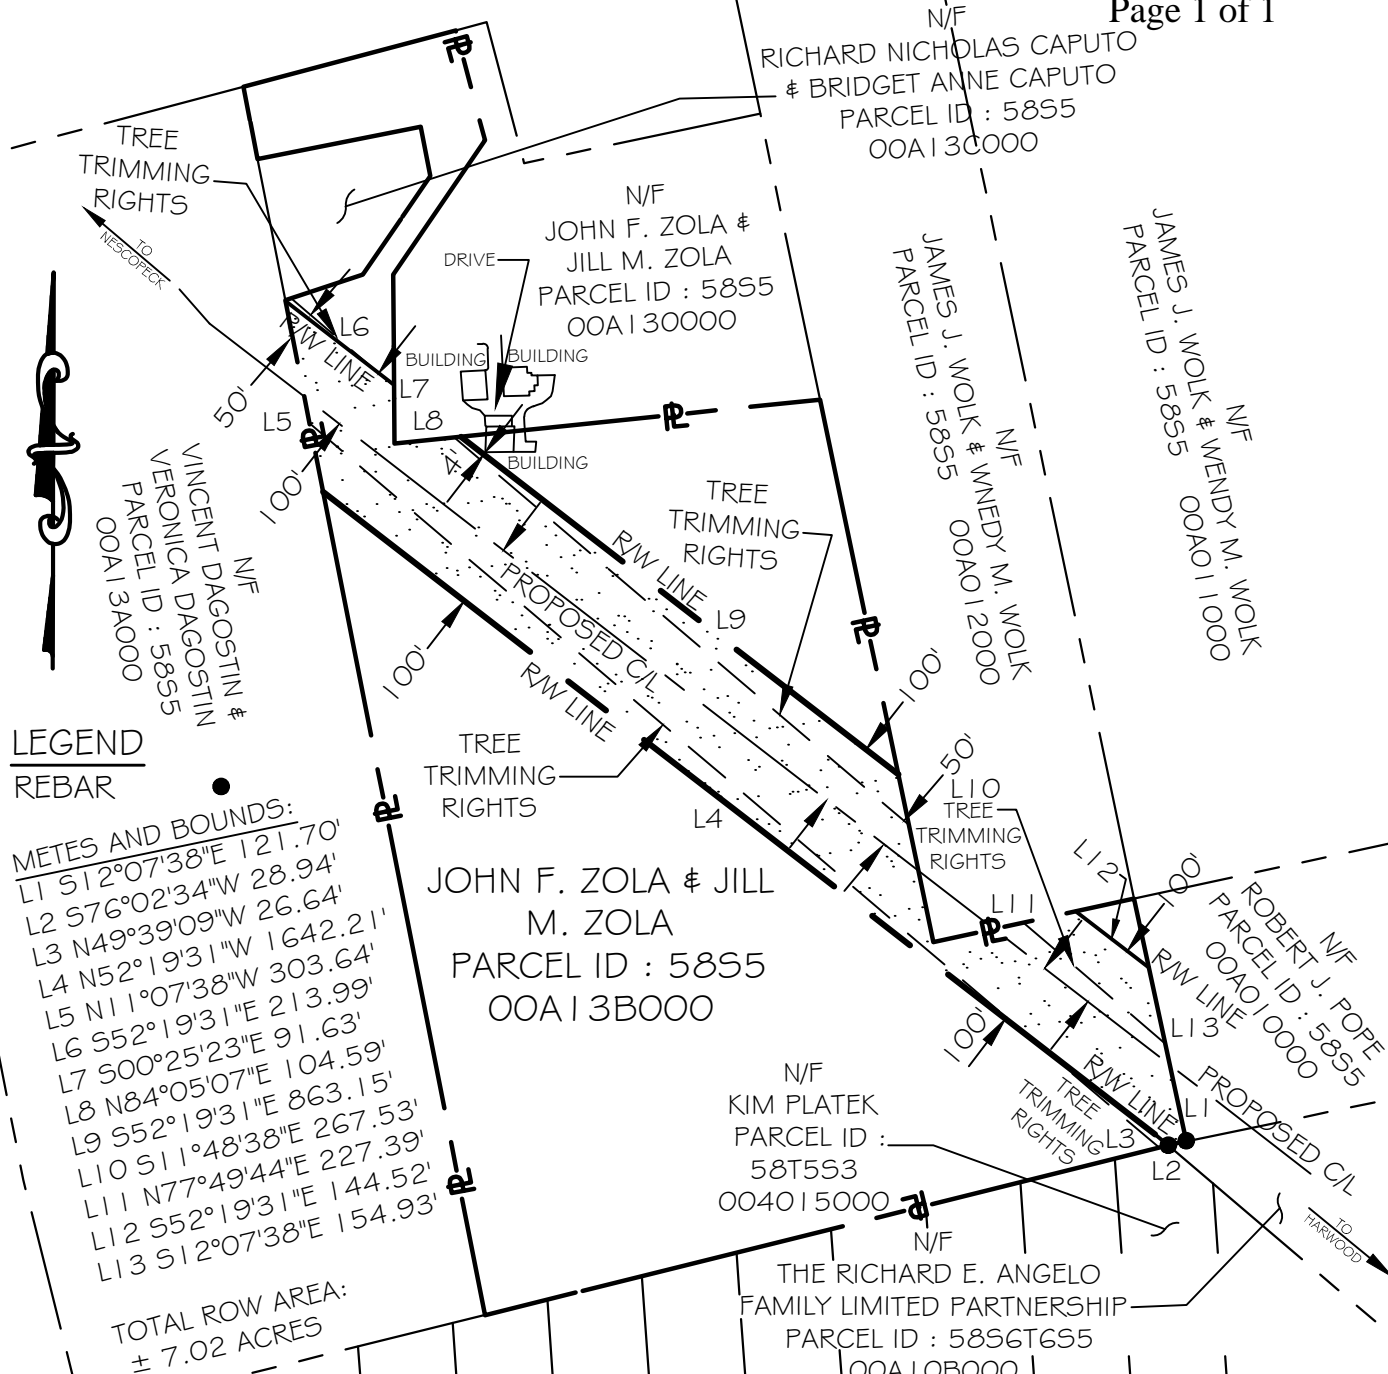 Page 1 of 1
N/F
RICHARD NICHOLAS CAPUTO
& BRIDGET ANNE CAPUTO
PARCEL ID : 58S5
00A13C000
TREE
TRIMMING
RIGHTS
TO
NESCOPECK
N/F
JOHN F. ZOLA &
JILL M. ZOLA
PARCEL ID : 58S5
00A130000
DRIVE
BUILDING
BUILDING
BUILDING
R/W LINE
L6
L7
L8
L5
50'
100'
4'
PL
PL
PL
N/F
JAMES J. WOLK & WNEDY M. WOLK
PARCEL ID : 58S5 00A012000
N/F
JAMES J. WOLK & WENDY M. WOLK
PARCEL ID : 58S5 00A011000
N/F
VINCENT DAGOSTIN &
VERONICA DAGOSTIN
PARCEL ID : 58S5
00A13A000
TREE
TRIMMING
RIGHTS
R/W LINE
L9
PROPOSED C/L
100'
R/W LINE
PL
100'
50'
L10
TREE
TRIMMING
RIGHTS
TREE
TRIMMING
RIGHTS
L4
LEGEND
REBAR
PL
METES AND BOUNDS:
L1 S12°07'38"E 121.70'
L2 S76°02'34"W 28.94'
L3 N49°39'09"W 26.64'
L4 N52°19'31"W 1642.21'
L5 N11°07'38"W 303.64'
L6 S52°19'31"E 213.99'
L7 S00°25'23"E 91.63'
L8 N84°05'07"E 104.59'
L9 S52°19'31"E 863.15'
L10 S11°48'38"E 267.53'
L11 N77°49'44"E 227.39'
L12 S52°19'31"E 144.52'
L13 S12°07'38"E 154.93'
TOTAL ROW AREA:
± 7.02 ACRES
JOHN F. ZOLA & JILL
M. ZOLA
PARCEL ID : 58S5
00A13B000
L11
PL
L12
100'
R/W LINE
L13
N/F
ROBERT J. POPE
PARCEL ID : 58S5
00A010000
100'
R/W LINE
L1
L2
L3
TREE
TRIMMING
RIGHTS
PROPOSED C/L
TO
HARWOOD
N/F
KIM PLATEK
PARCEL ID :
58T5S3
004015000
PL
PL
N/F
THE RICHARD E. ANGELO
FAMILY LIMITED PARTNERSHIP
PARCEL ID : 58S6T6S5
00A10B000